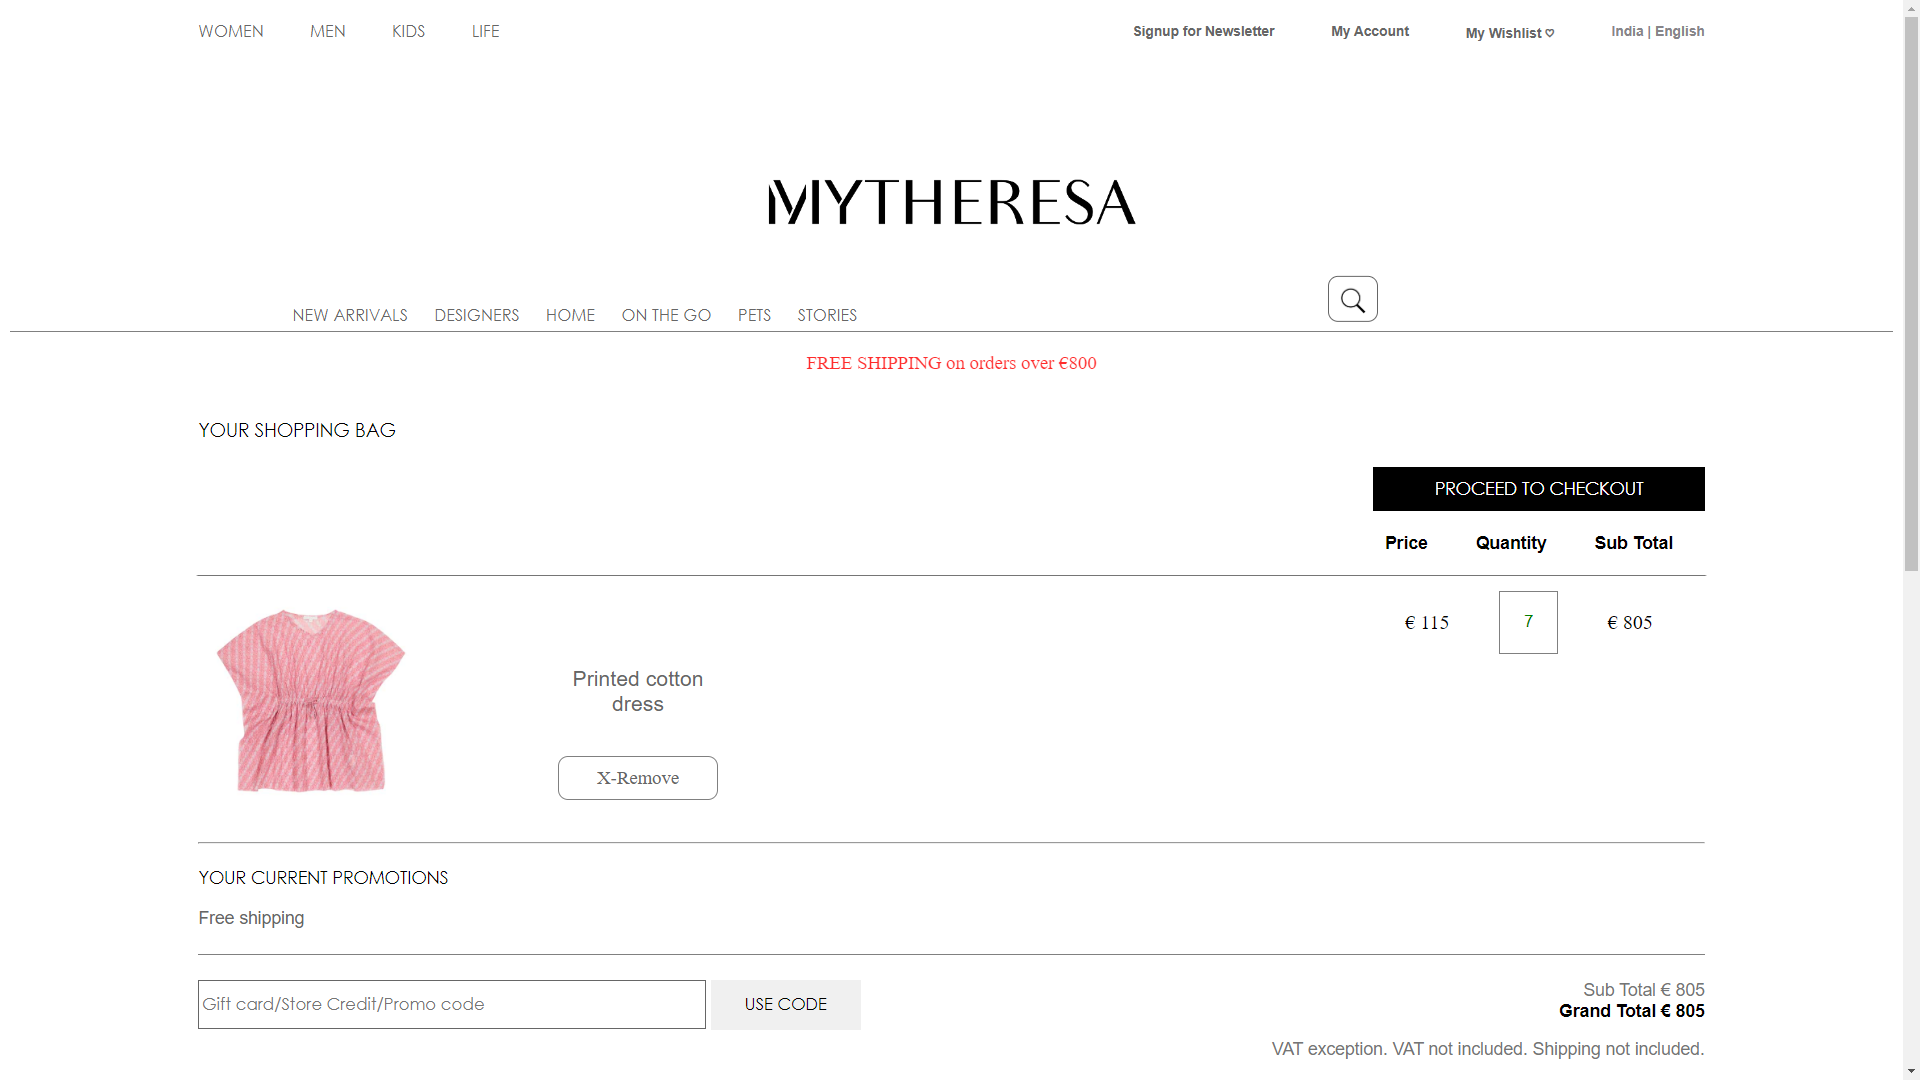 WOMEN MEN KIDS LIFE Signup for Newsletter My Account My Wishlist♡ India | English
MYTHERESA
NEW ARRIVALS DESIGNERS HOME ON THE GO PETS STORIES
FREE SHIPPING on orders over €800
YOUR SHOPPING BAG
PROCEED TO CHECKOUT
Price Quantity Sub Total
€ 115 7 € 805
Printed cotton
dress
X-Remove
YOUR CURRENT PROMOTIONS
Free shipping
Gift card/Store Credit/Promo code USE CODE
Sub Total € 805
Grand Total € 805
VAT exception. VAT not included. Shipping not included.